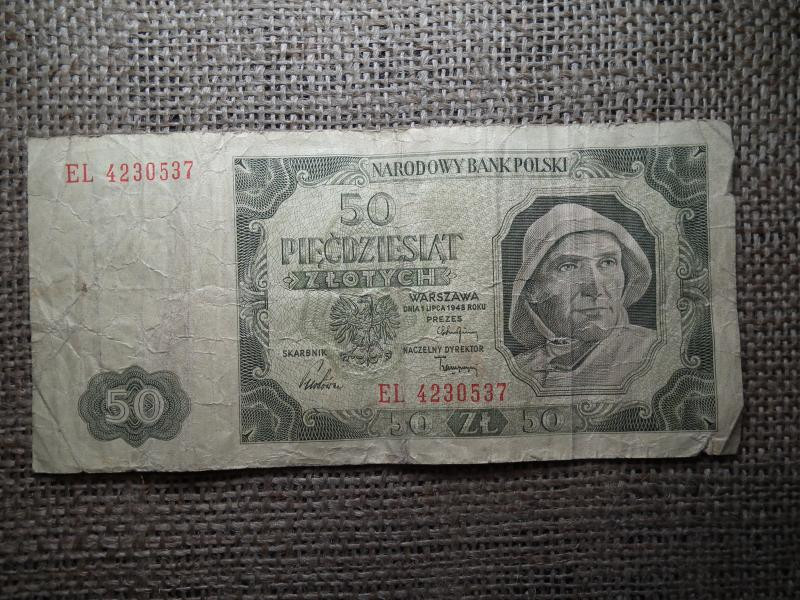 EL 4230537
NARODOWY BANK POLSKI
50
PIĘĆDZIESIĄT
ZŁOTYCH
WARSZAWA
DNIA 1 LIPCA 1948 ROKU
PREZES
SKARBNIK
NACZELNY DYREKTOR
EL 4230537
50
50 ZŁ 50